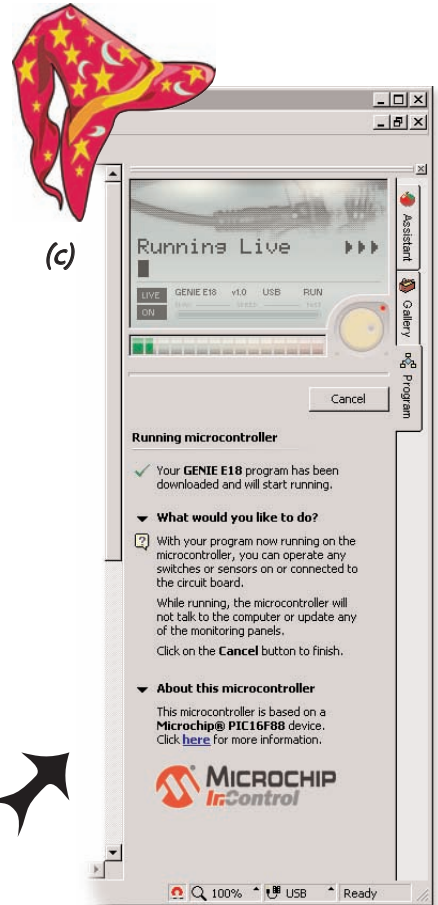 (c)
Running Live
LIVE
GENIE E18 v1.0 USB RUN
ON
Assistant
Gallery
Program
Cancel
Running microcontroller
Your GENIE E18 program has been
downloaded and will start running.
What would you like to do?
With your program now running on the
microcontroller, you can operate any
switches or sensors on or connected to
the circuit board.
While running, the microcontroller will
not talk to the computer or update any
of the monitoring panels.
Click on the Cancel button to finish.
About this microcontroller
This microcontroller is based on a
Microchip® PIC16F88 device.
Click here for more information.
MICROCHIP
InControl
100% USB Ready